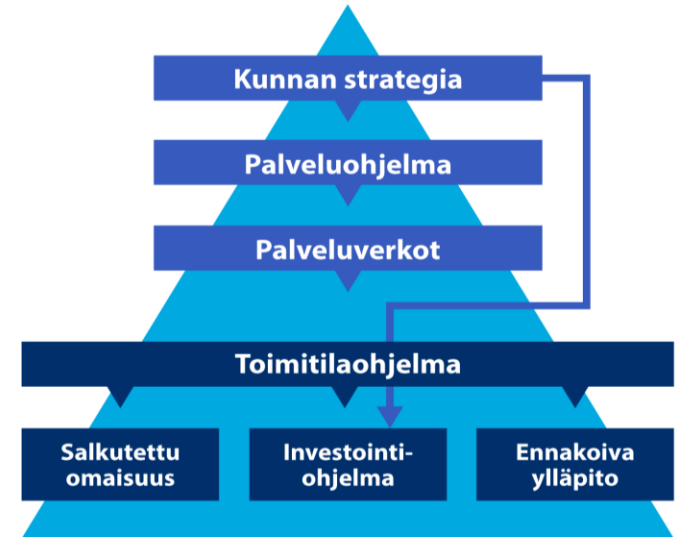 Kunnan strategia
Palveluohjelma
Palveluverkot
Toimitilaohjelma
Salkutettu
omaisuus
Investointi-
ohjelma
Ennakoiva
ylläpito